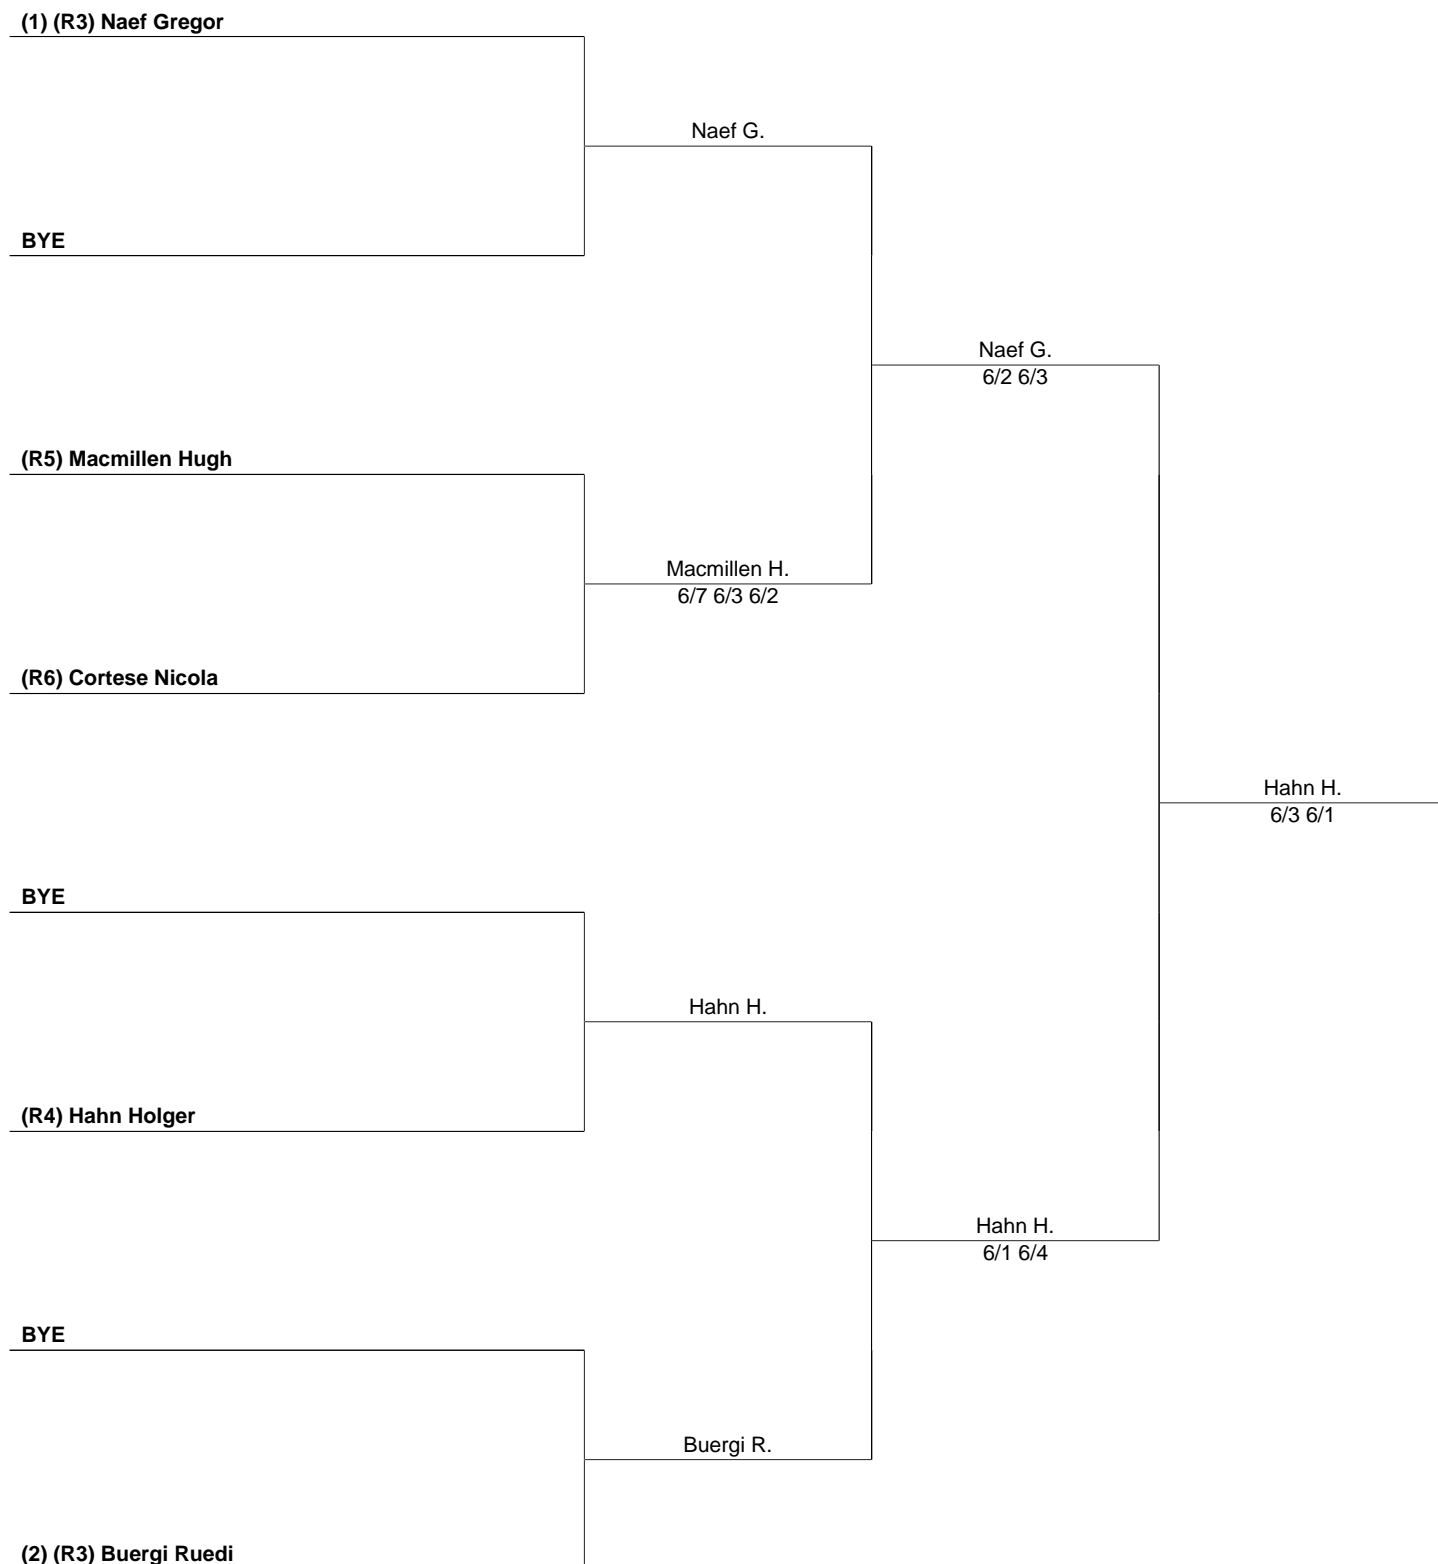 (1) (R3) Naef Gregor
Naef G.
BYE
Naef G.
6/2 6/3
(R5) Macmillen Hugh
Macmillen H.
6/7 6/3 6/2
(R6) Cortese Nicola
Hahn H.
6/3 6/1
BYE
Hahn H.
(R4) Hahn Holger
Hahn H.
6/1 6/4
BYE
Buergi R.
(2) (R3) Buergi Ruedi